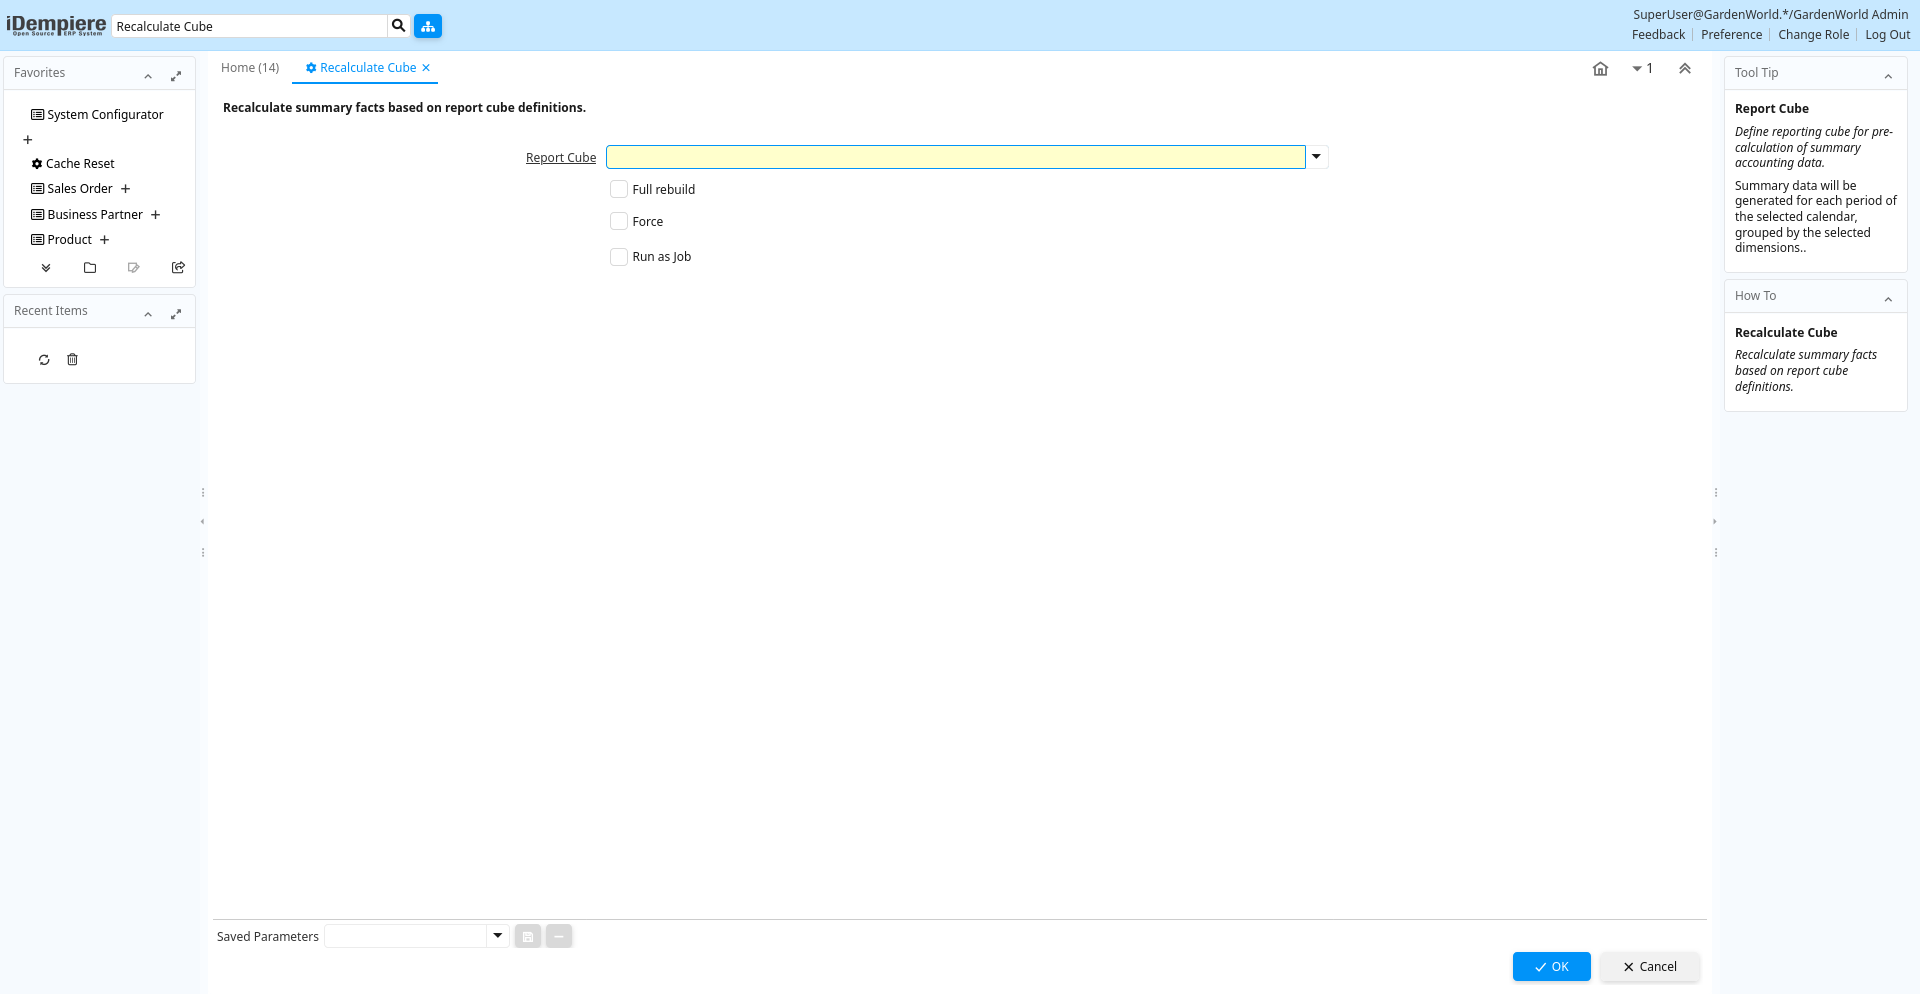 iDempiere
Open Source ERP System
Recalculate Cube
SuperUser@GardenWorld.*/GardenWorld Admin
Feedback
Preference
Change Role
Log Out
Favorites
System Configurator
Cache Reset
Sales Order
Business Partner
Product
Recent Items
Home (14)
Recalculate Cube
1
Recalculate summary facts based on report cube definitions.
Report Cube
Full rebuild
Force
Run as Job
Saved Parameters
OK
Cancel
Tool Tip
Report Cube
Define reporting cube for pre-
calculation of summary
accounting data.
Summary data will be
generated for each period of
the selected calendar,
grouped by the selected
dimensions..
How To
Recalculate Cube
Recalculate summary facts
based on report cube
definitions.